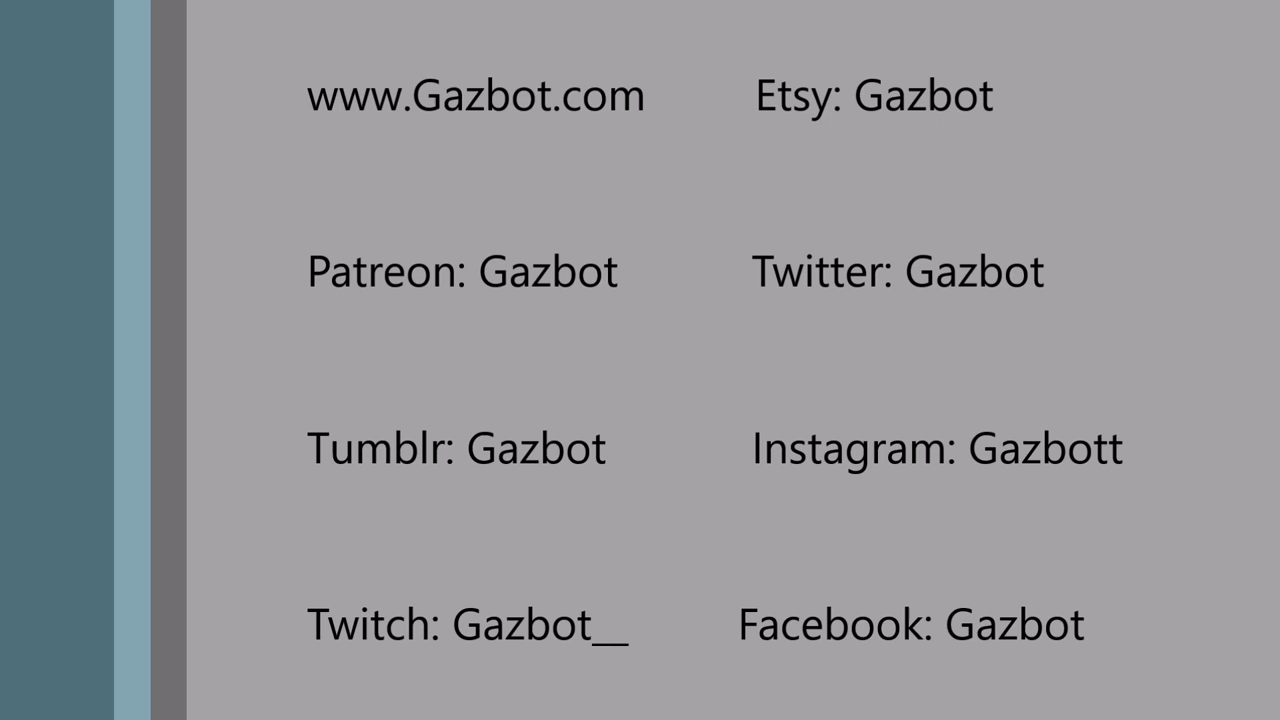 www.Gazbot.com Etsy: Gazbot
Patreon: Gazbot Twitter: Gazbot
Tumblr: Gazbot Instagram: Gazbott
Twitch: Gazbot__ Facebook: Gazbot